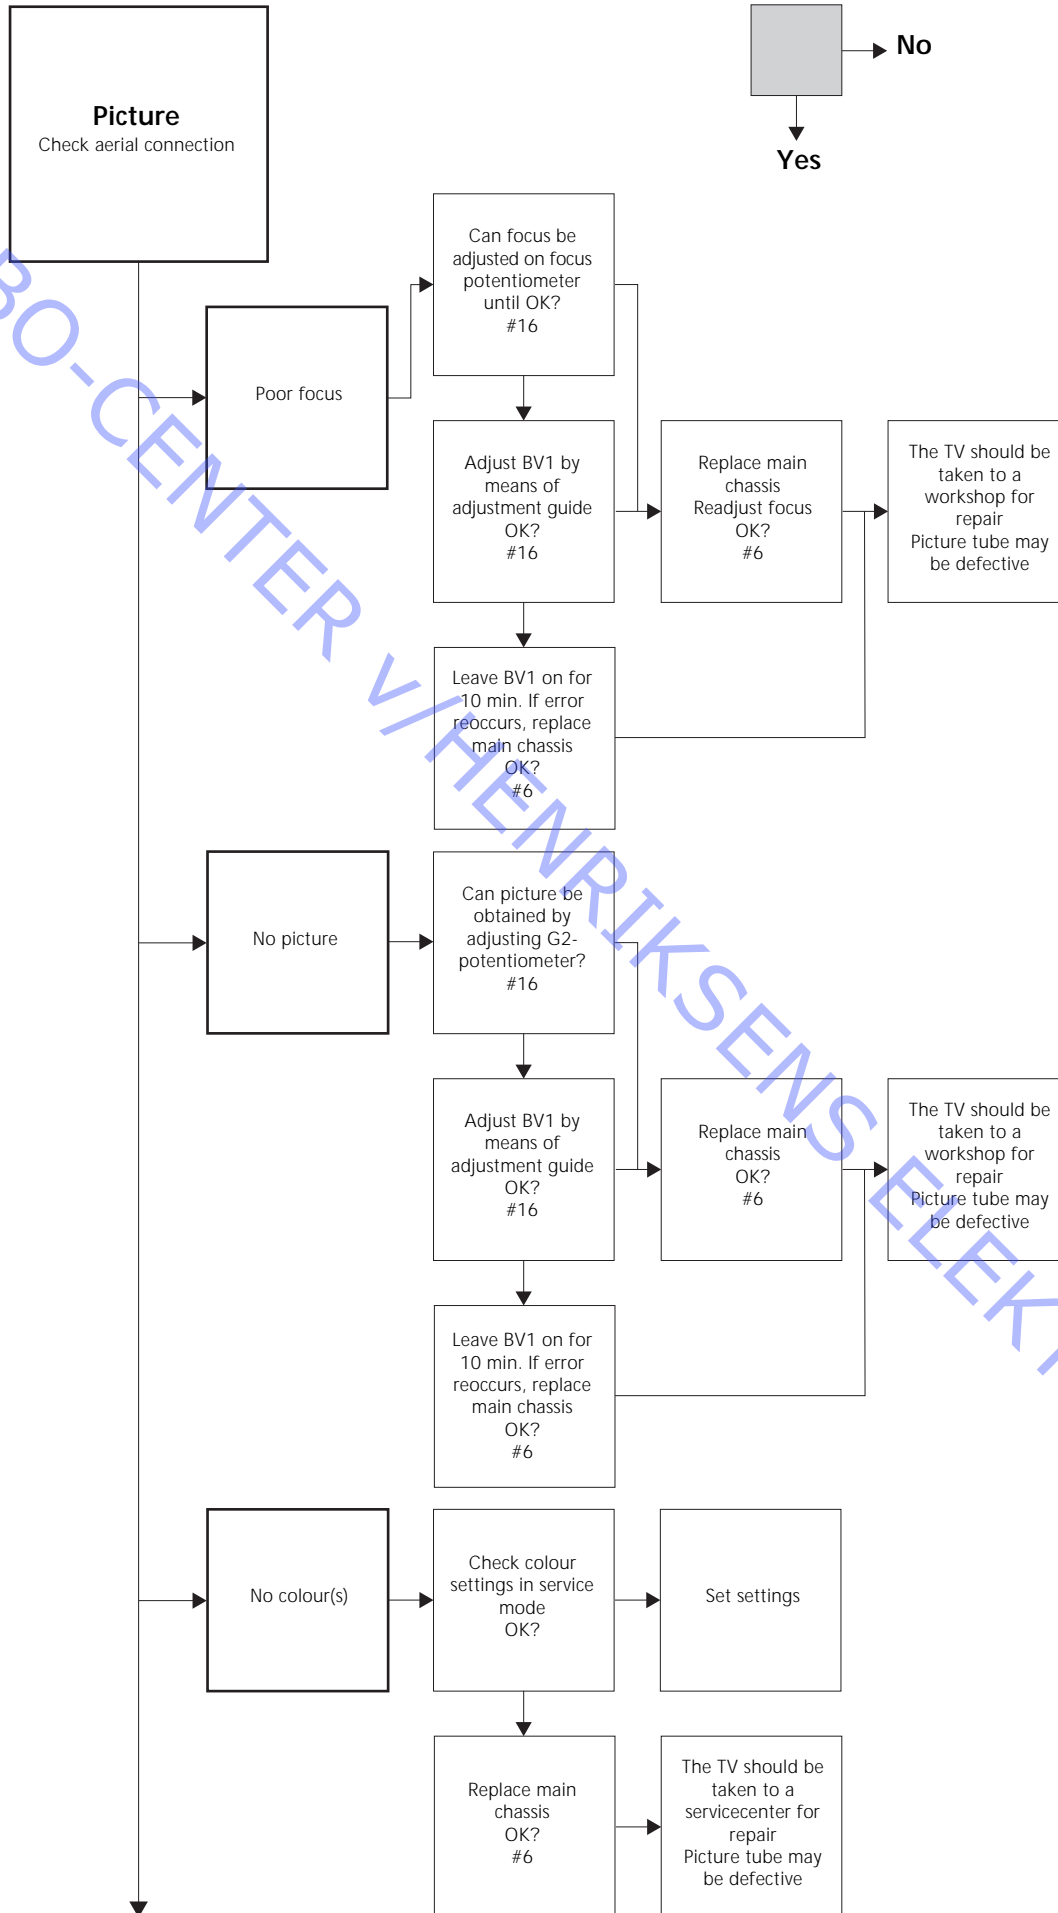 Picture
Check aerial connection
No
Yes
Can focus be
adjusted on focus
potentiometer
until OK?
#16
Poor focus
Adjust BV1 by
means of
adjustment guide
OK?
#16
Replace main
chassis
Readjust focus
OK?
#6
The TV should be
taken to a
workshop for
repair
Picture tube may
be defective
Leave BV1 on for
10 min. If error
reoccurs, replace
main chassis
OK?
#6
No picture
Can picture be
obtained by
adjusting G2-
potentiometer?
#16
Adjust BV1 by
means of
adjustment guide
OK?
#16
Replace main
chassis
OK?
#6
The TV should be
taken to a
workshop for
repair
Picture tube may
be defective
Leave BV1 on for
10 min. If error
reoccurs, replace
main chassis
OK?
#6
No colour(s)
Check colour
settings in service
mode
OK?
Set settings
Replace main
chassis
OK?
#6
The TV should be
taken to a
servicecenter for
repair
Picture tube may
be defective
BO-CENTER v/HENRIKSENS ELEKT